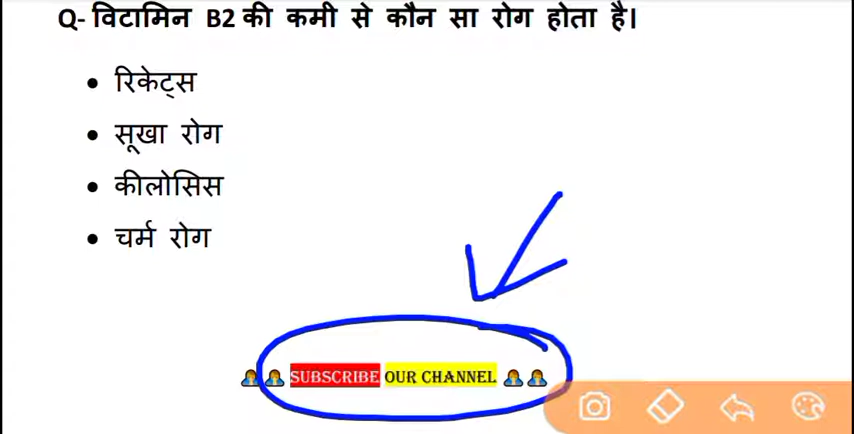 Q- विटामिन B2 की कमी से कौन सा रोग होता है।
• रिकेट्स
• सूखा रोग
• कीलोसिस
• चर्म रोग
SUBSCRIBE OUR CHANNEL